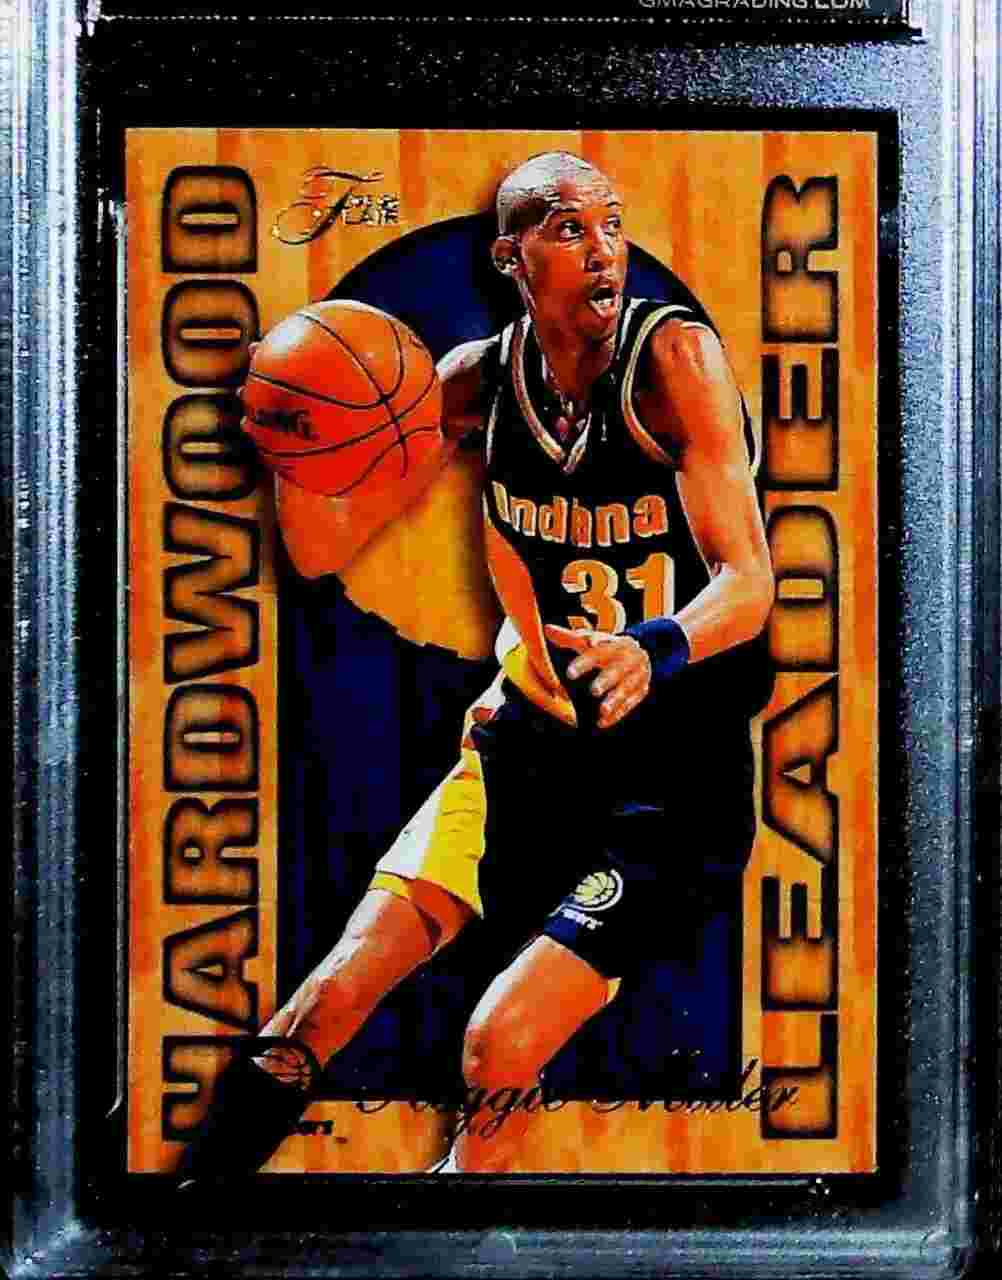 GMAGRADING.COM
HARDWOOD
Flair
LEADER
Indiana
31
Reggie Miller